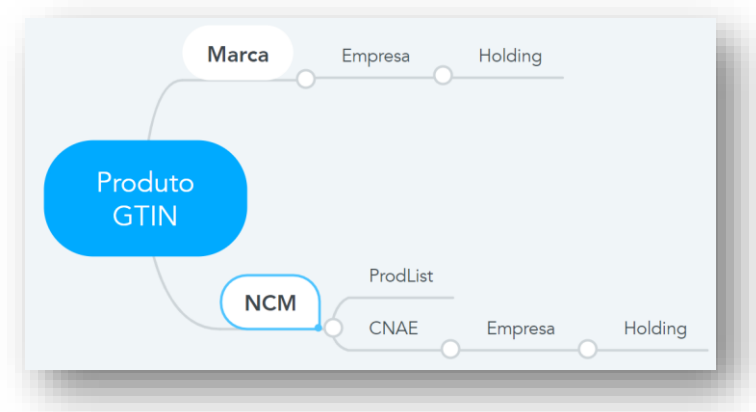 Marca Empresa Holding
Produto
GTIN
ProdList
NCM
CNAE Empresa Holding